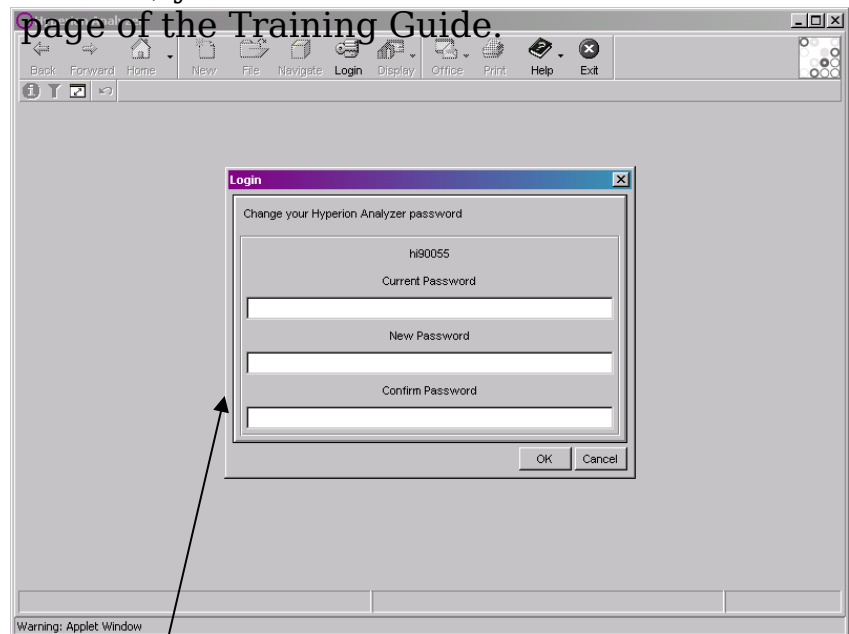 page of the Training Guide.
Back Forward Home New File Navigate Login Display Office Print Help Exit
Login
Change your Hyperion Analyzer password
hi90055
Current Password
New Password
Confirm Password
OK Cancel
Warning: Applet Window